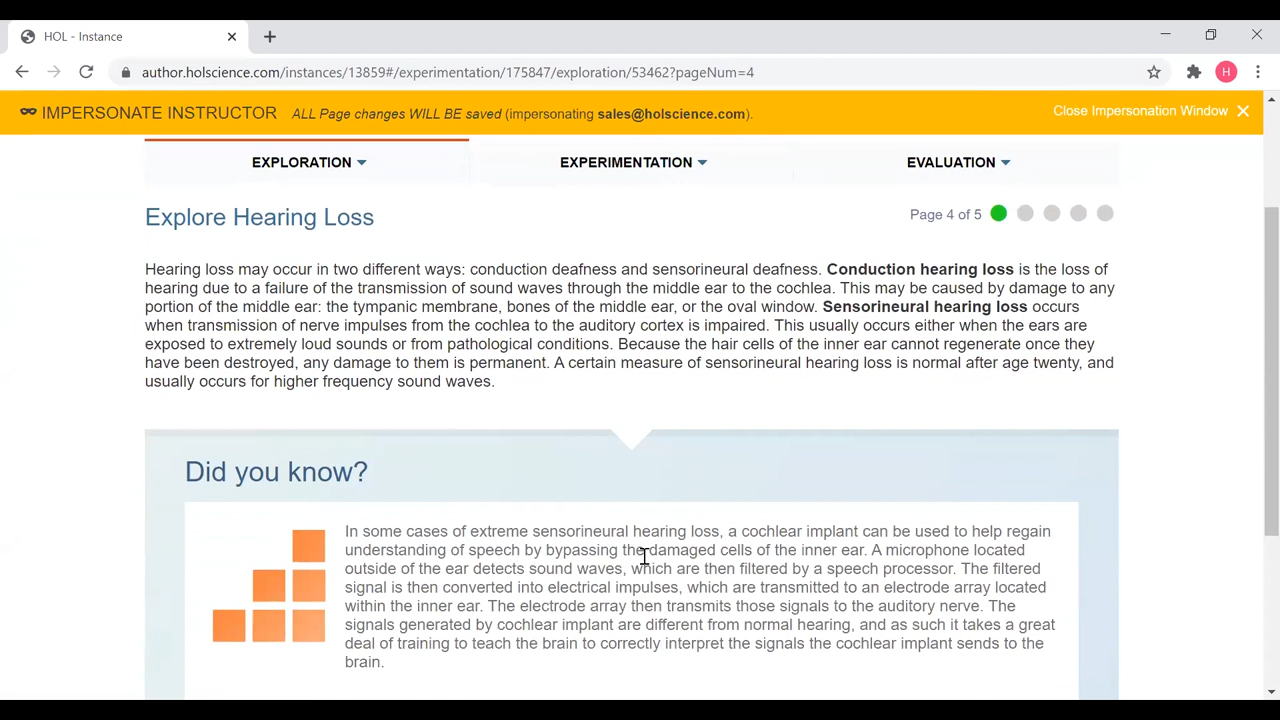 HOL - Instance
author.holscience.com/instances/13859#/experimentation/175847/exploration/53462?pageNum=4
H
IMPERSONATE INSTRUCTOR ALL Page changes WILL BE saved (impersonating sales@holscience.com).
Close Impersonation Window
EXPLORATION
EXPERIMENTATION
EVALUATION
Explore Hearing Loss
Page 4 of 5
Hearing loss may occur in two different ways: conduction deafness and sensorineural deafness. Conduction hearing loss is the loss of
hearing due to a failure of the transmission of sound waves through the middle ear to the cochlea. This may be caused by damage to any
portion of the middle ear: the tympanic membrane, bones of the middle ear, or the oval window. Sensorineural hearing loss occurs
when transmission of nerve impulses from the cochlea to the auditory cortex is impaired. This usually occurs either when the ears are
exposed to extremely loud sounds or from pathological conditions. Because the hair cells of the inner ear cannot regenerate once they
have been destroyed, any damage to them is permanent. A certain measure of sensorineural hearing loss is normal after age twenty, and
usually occurs for higher frequency sound waves.
Did you know?
In some cases of extreme sensorineural hearing loss, a cochlear implant can be used to help regain
understanding of speech by bypassing the damaged cells of the inner ear. A microphone located
outside of the ear detects sound waves, which are then filtered by a speech processor. The filtered
signal is then converted into electrical impulses, which are transmitted to an electrode array located
within the inner ear. The electrode array then transmits those signals to the auditory nerve. The
signals generated by cochlear implant are different from normal hearing, and as such it takes a great
deal of training to teach the brain to correctly interpret the signals the cochlear implant sends to the
brain.